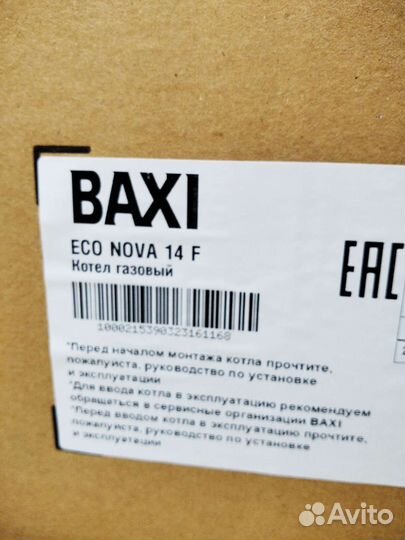 BAXI
ECO NOVA 14 F
Котел газовый
1000215390323161168
EAC
*Перед началом монтажа котла прочтите,
пожалуйста, руководство по установке
и эксплуатации
*Для ввода котла в эксплуатацию рекомендуем
обращаться в сервисные организации BAXI
*Перед вводом котла в эксплуатацию прочтите,
пожалуйста, руководство по установке
и эксплуатации
Avito